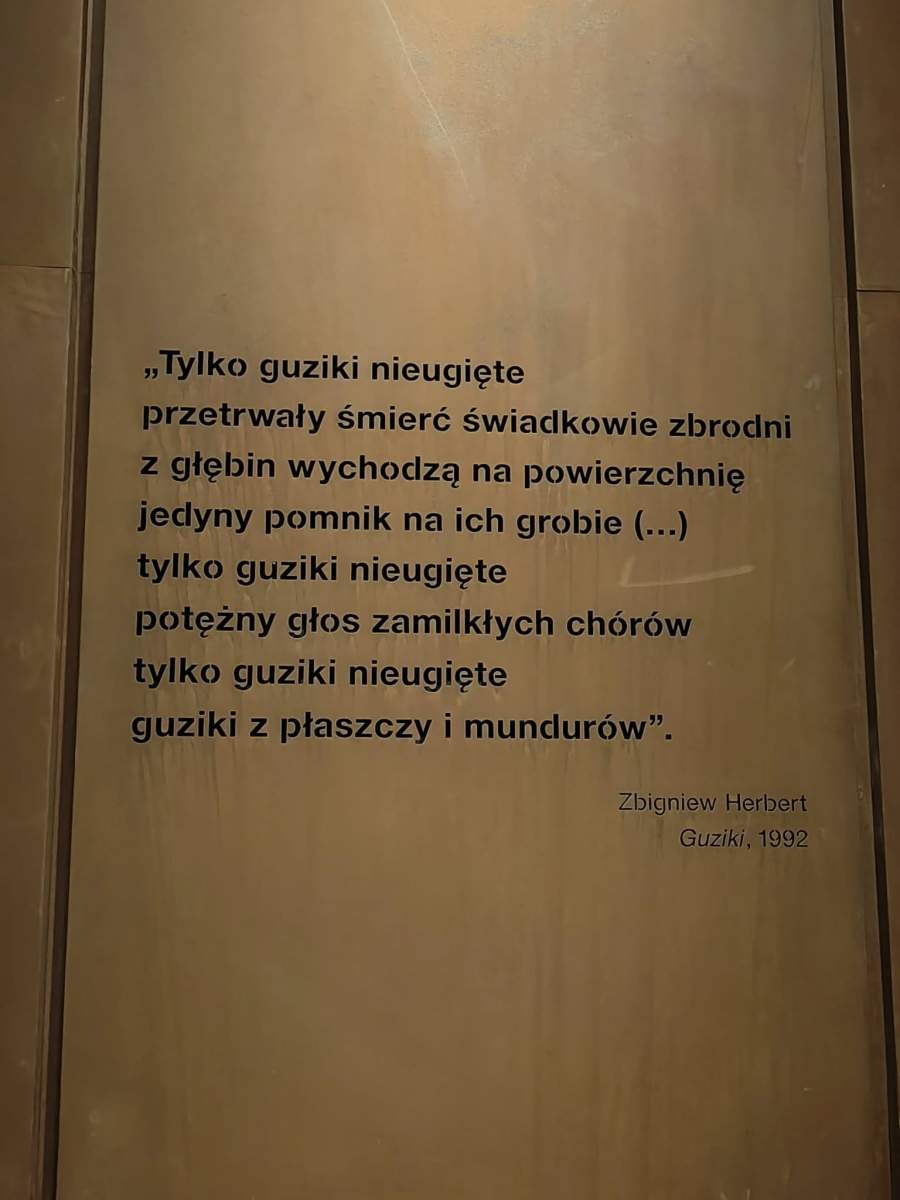 „Tylko guziki nieugięte
przetrwały śmierć świadkowie zbrodni
z głębin wychodzą na powierzchnię
jedyny pomnik na ich grobie (...)
tylko guziki nieugięte
potężny głos zamilkłych chórów
tylko guziki nieugięte
guziki z płaszczy i mundurów”.
Zbigniew Herbert
Guziki, 1992